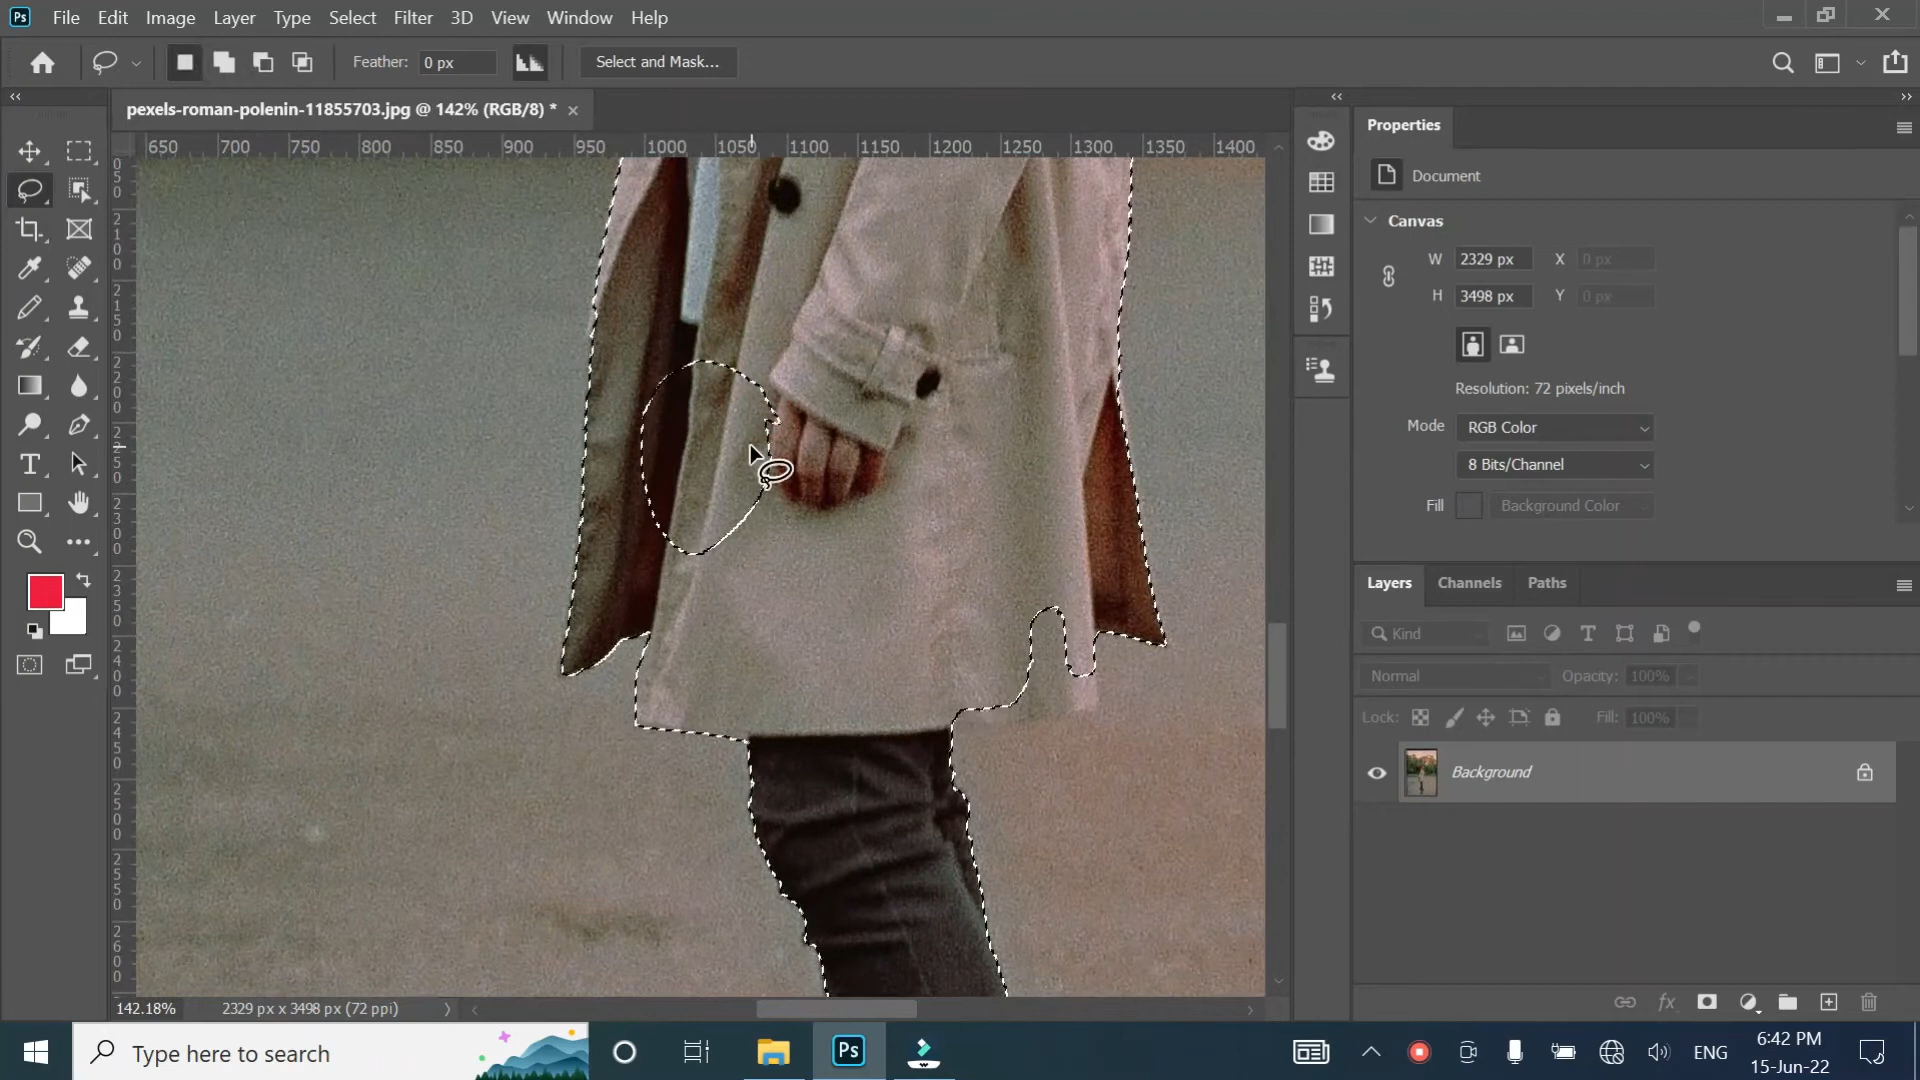 Ps File Edit Image Layer Type Select Filter 3D View Window Help
Feather: 0 px Select and Mask...
pexels-roman-polenin-11855703.jpg @ 142% (RGB/8) * ×
650 700 750 800 850 900 950 1000 1050 1100 1150 1200 1250 1300 1350 1400
Properties
Document
Canvas
W 2329 px X 0 px
H 3498 px Y 0 px
Resolution: 72 pixels/inch
Mode RGB Color
8 Bits/Channel
Fill Background Color
Layers Channels Paths
Kind
Normal Opacity: 100%
Lock: Fill: 100%
Background
fx
142.18% 2329 px x 3498 px (72 ppi)
Type here to search
Ps
ENG
6:42 PM
15-Jun-22